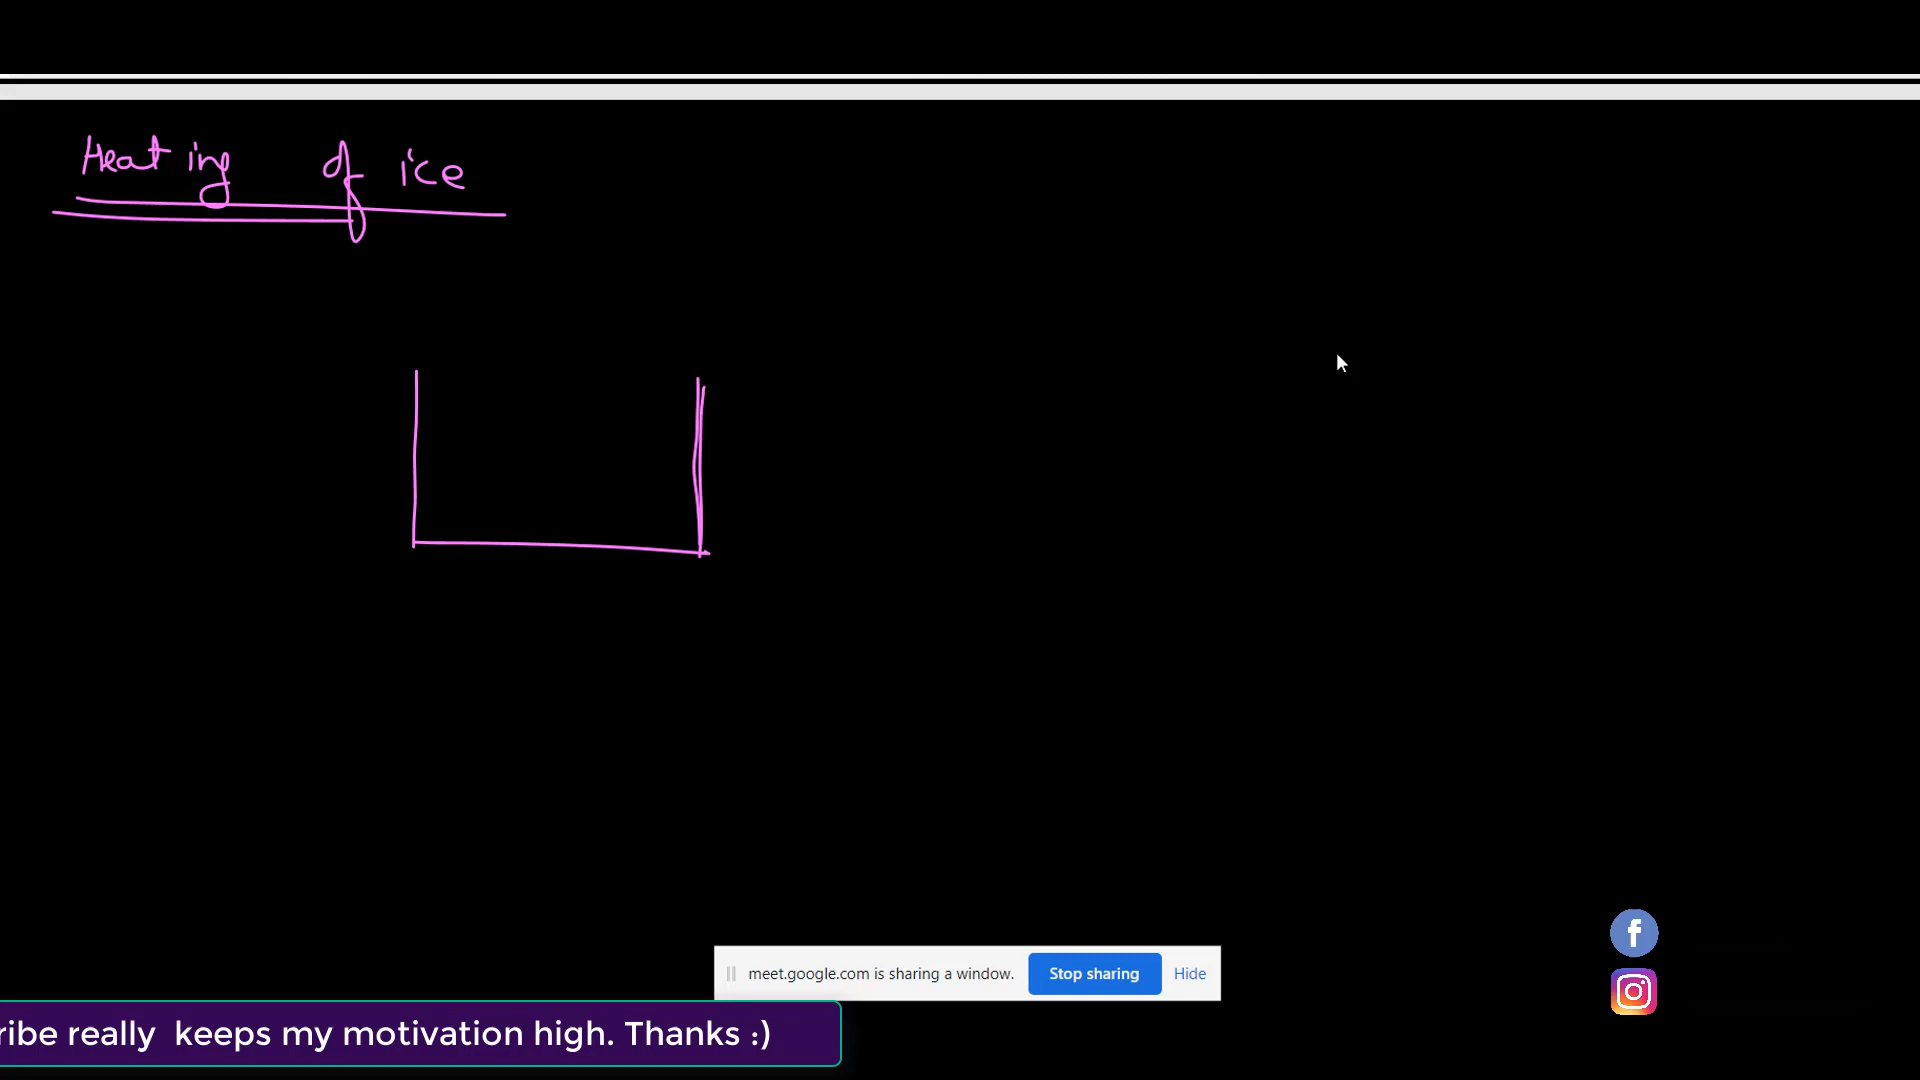 Heating of ice
meet.google.com is sharing a window. Stop sharing Hide
ribe really keeps my motivation high. Thanks :)